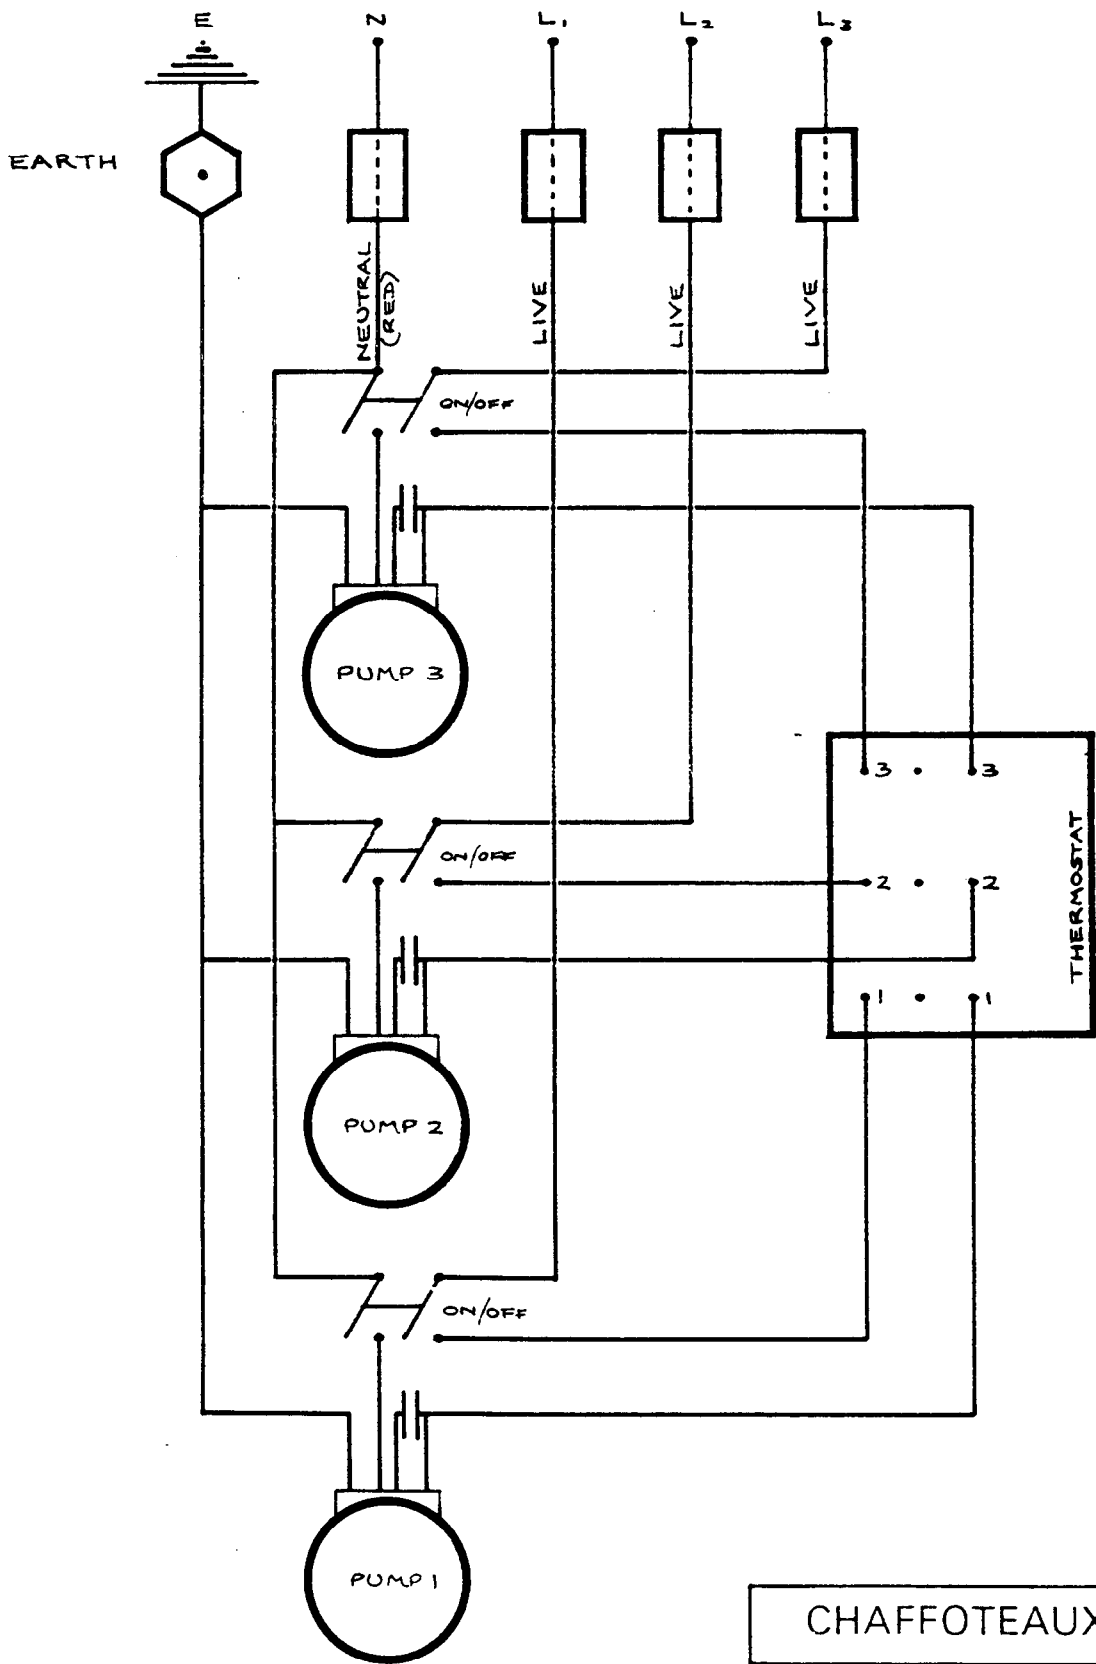 E
N
L₁
L₂
L₃
EARTH
NEUTRAL
(RED)
LIVE
LIVE
LIVE
ON/OFF
PUMP 3
3
3
ON/OFF
2
2
THERMOSTAT
1
1
PUMP 2
ON/OFF
PUMP 1
CHAFFOTEAUX